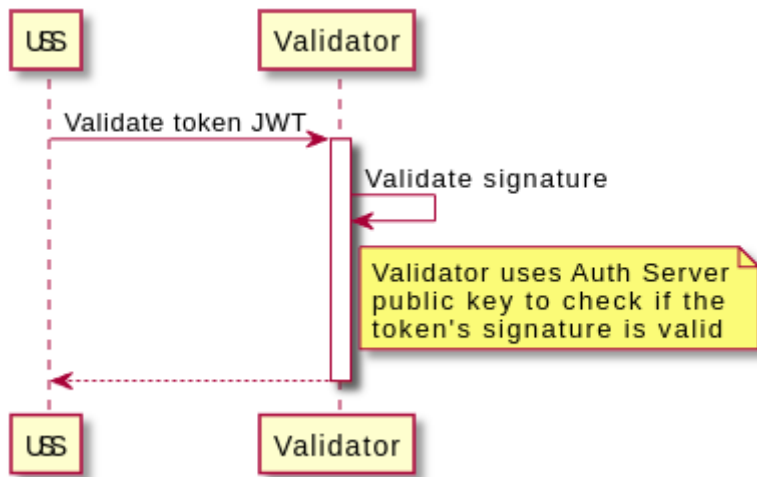 USS Validator
Validate token JWT
Validate signature
Validator uses Auth Server
public key to check if the
token's signature is valid
USS Validator